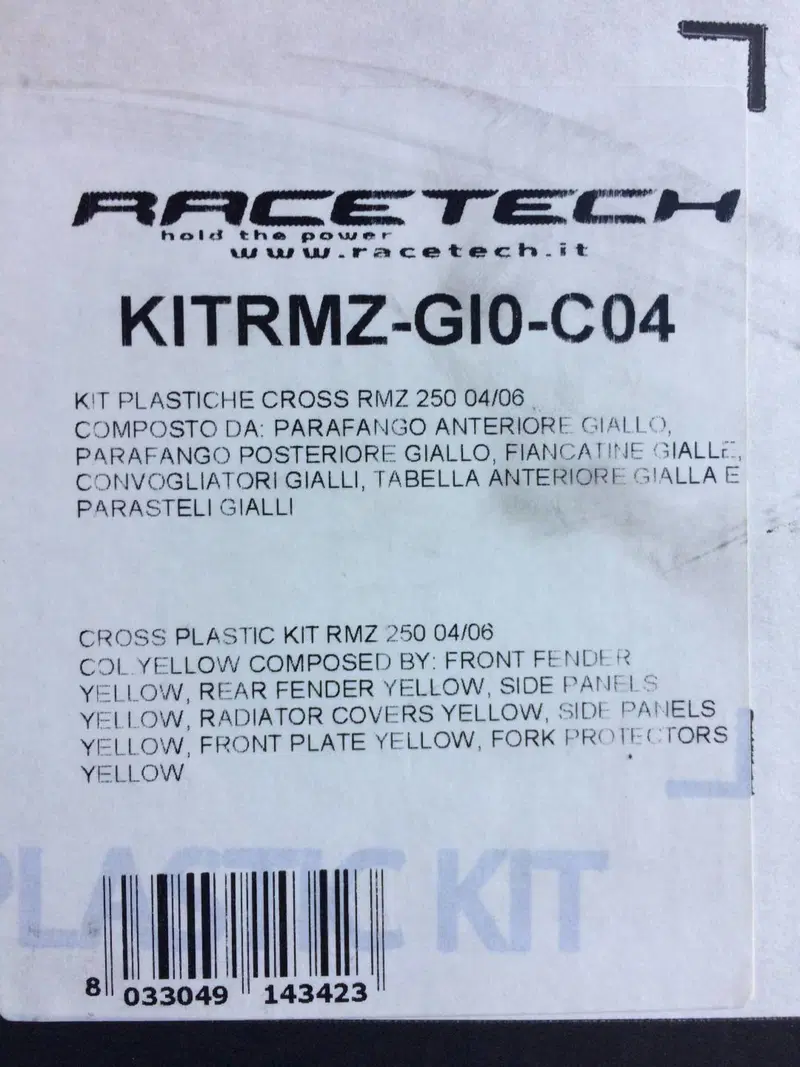 RACETECH
hold the power
www.racetech.it
KITRMZ-GI0-C04
KIT PLASTICHE CROSS RMZ 250 04/06
COMPOSTO DA: PARAFANGO ANTERIORE GIALLO,
PARAFANGO POSTERIORE GIALLO, FIANCATINE GIALLE,
CONVOGLIATORI GIALLI, TABELLA ANTERIORE GIALLA E
PARASTELI GIALLI
CROSS PLASTIC KIT RMZ 250 04/06
COL.YELLOW COMPOSED BY: FRONT FENDER
YELLOW, REAR FENDER YELLOW, SIDE PANELS
YELLOW, RADIATOR COVERS YELLOW, SIDE PANELS
YELLOW, FRONT PLATE YELLOW, FORK PROTECTORS
YELLOW
PLASTIC KIT
8 033049 143423